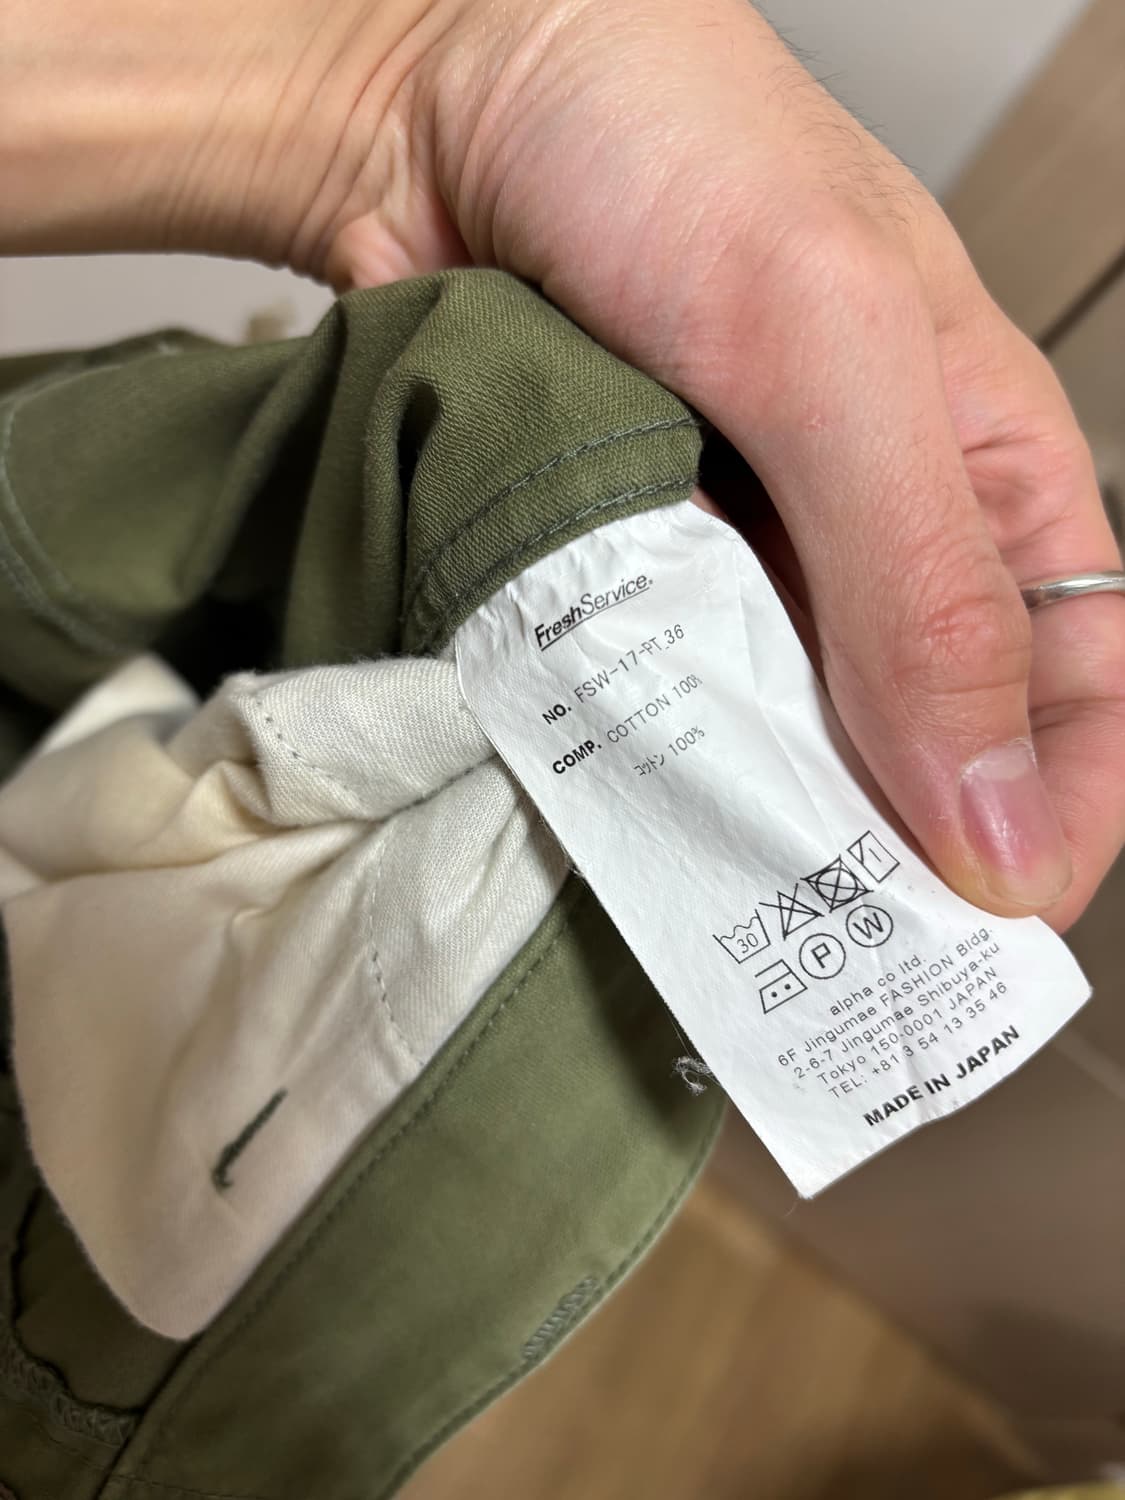 FreshService.
NO. FSW-17-PT_36
COMP. COTTON 100%
コットン 100%
30
P W
alpha co ltd.
6F Jingumae FASHION Bldg.
2-6-7 Jingumae Shibuya-ku
Tokyo 150-0001 JAPAN
TEL: +81 3 54 13 35 46
MADE IN JAPAN